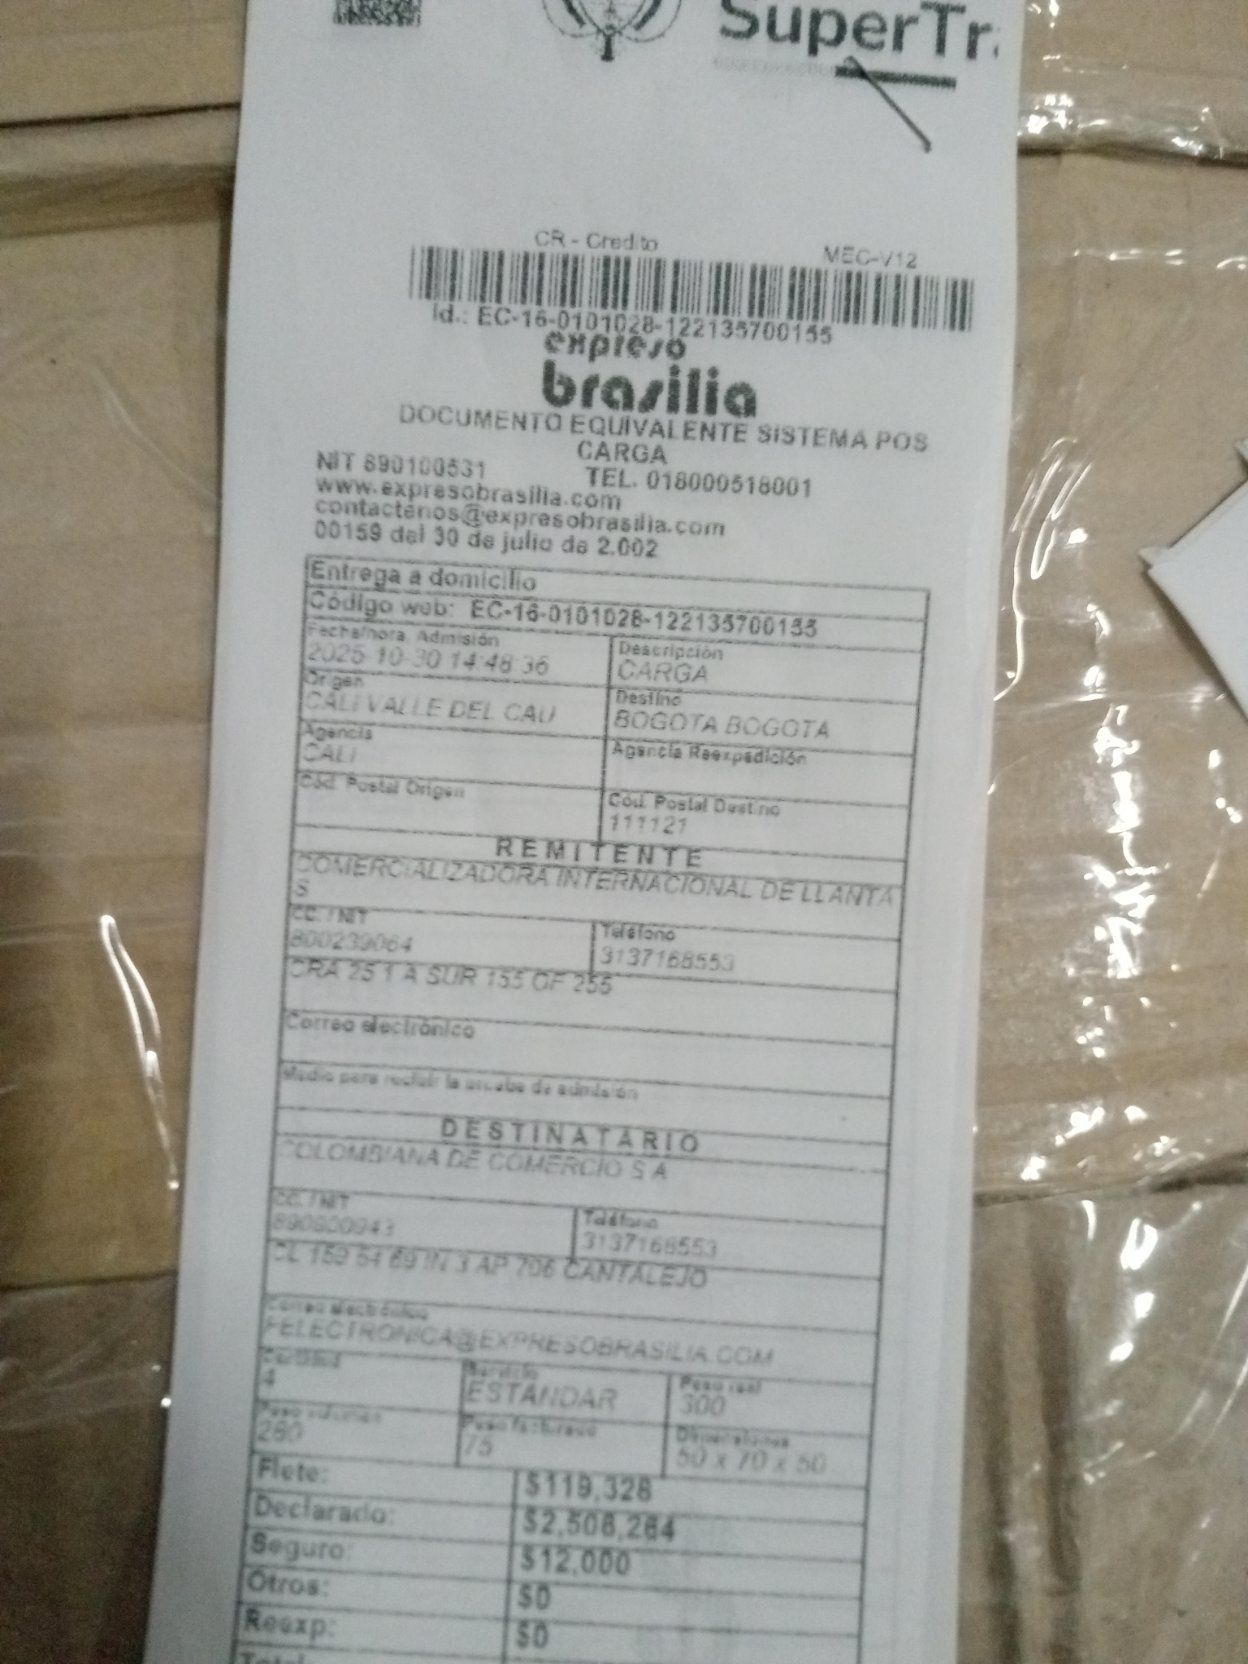 SuperTr
CR - Credito MEC-V12
Id.: EC-16-0101028-122135700155
expreso
brasilia
DOCUMENTO EQUIVALENTE SISTEMA POS
CARGA
NIT 890100531 TEL. 018000518001
www.expresobrasilia.com
contactenos@expresobrasilia.com
00159 del 30 de julio de 2.002
Entrega a domicilio
Código web: EC-16-0101028-122135700155
Fecha/hora Admisión Descripción
2025-10-30 14:48:36 CARGA
Origen Destino
CALI VALLE DEL CAU BOGOTA BOGOTA
Agencia Agencia Reexpedición
CALI
Cód. Postal Origen Cód. Postal Destino
111121
REMITENTE
COMERCIALIZADORA INTERNACIONAL DE LLANTA
S
CC. / NIT Teléfono
800239064 3137168553
CRA 25 1 A SUR 155 OF 255
Correo electrónico
Medio para recibir la prueba de admisión
DESTINATARIO
COLOMBIANA DE COMERCIO S A
CC. / NIT Teléfono
890900943 3137168553
CL 159 54 69 IN 3 AP 706 CANTALEJO
Correo electrónico
FELECTRONICA@EXPRESOBRASILIA.COM
Cantidad Servicio Peso real
4 ESTANDAR 300
Peso volumen Peso facturado Dimensiones
280 75 50 x 70 x 50
Flete: $119,328
Declarado: $2,506,264
Seguro: $12,000
Otros: $0
Reexp: $0
Total